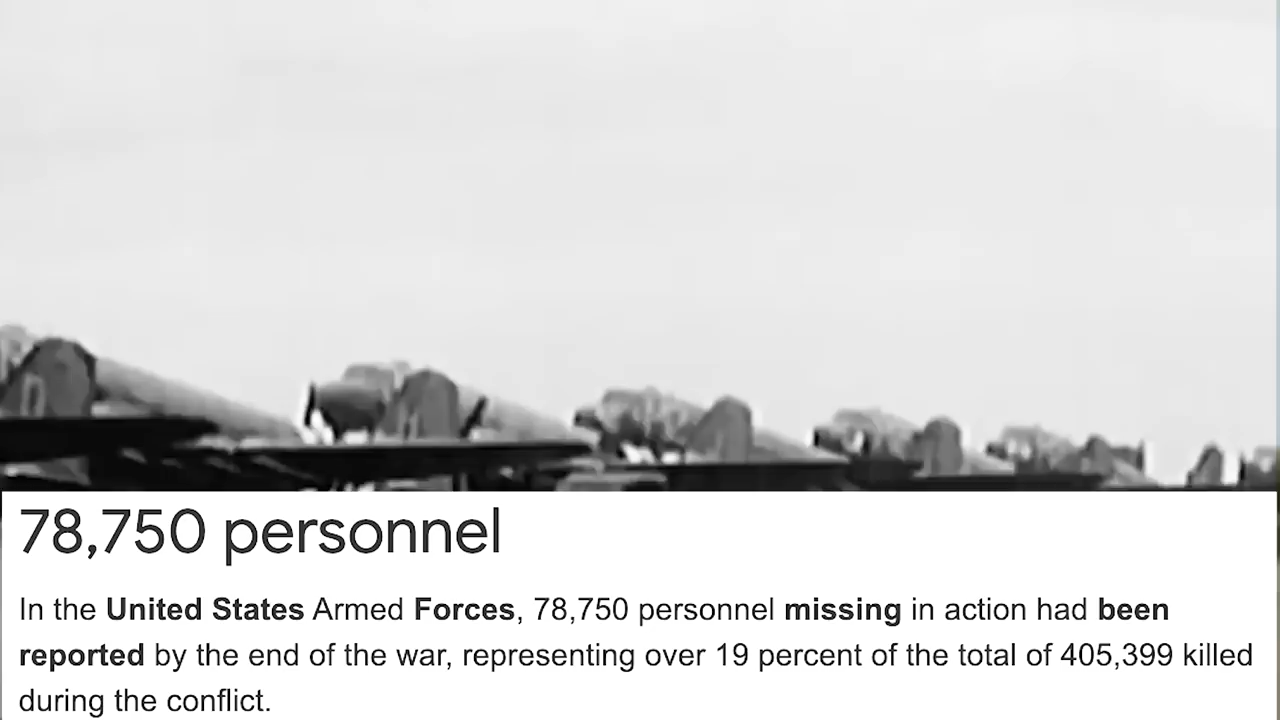 78,750 personnel
In the United States Armed Forces, 78,750 personnel missing in action had been
reported by the end of the war, representing over 19 percent of the total of 405,399 killed
during the conflict.